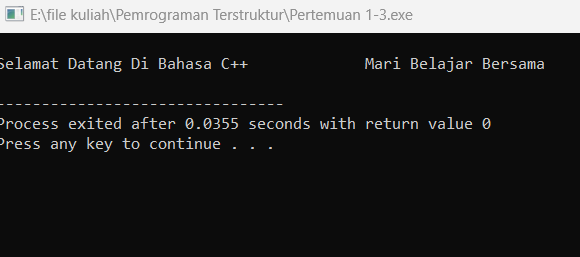 E:\file kuliah\Pemrograman Terstruktur\Pertemuan 1-3.exe
Selamat Datang Di Bahasa C++             Mari Belajar Bersama
--------------------------------
Process exited after 0.0355 seconds with return value 0
Press any key to continue . . .